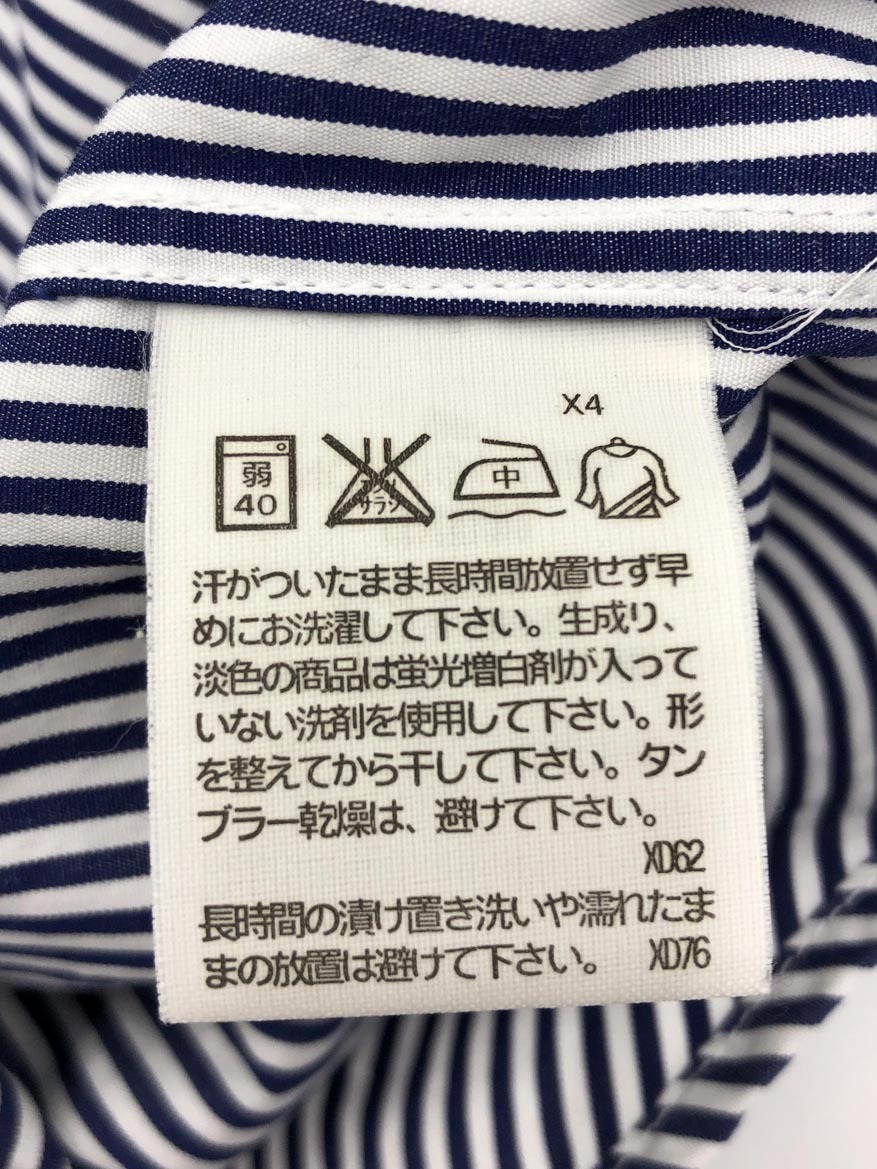 X4
弱
40
エンソ
サラシ
中
汗がついたまま長時間放置せず早
めにお洗濯して下さい。生成り、
淡色の商品は蛍光増白剤が入って
いない洗剤を使用して下さい。形
を整えてから干して下さい。タン
ブラー乾燥は、避けて下さい。
XD62
長時間の漬け置き洗いや濡れたま
まの放置は避けて下さい。 XD76